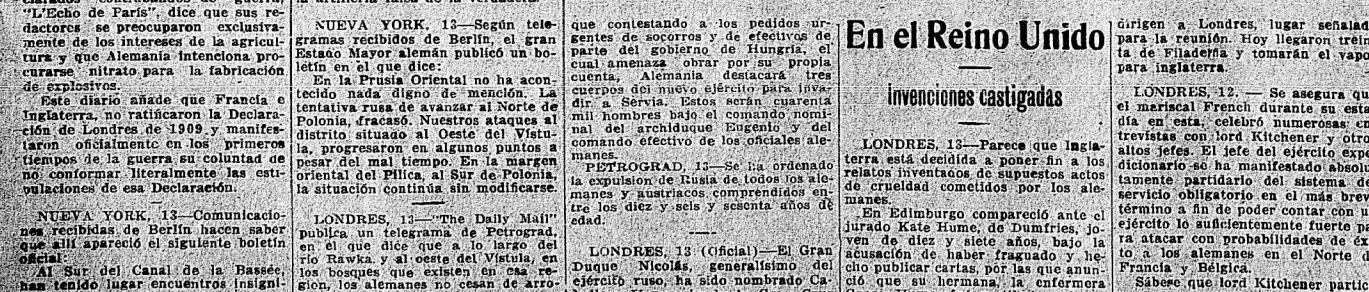 "L'Echo de París", dice que sus re-
dactores se preocuparon exclusiva-
mente de los intereses de la agricul-
tura y que Alemania intenciona pro-
curarse nitrato para la fabricación
de explosivos.
Este diario añade que Francia e
Inglaterra, no ratificaron la Declara-
ción de Londres de 1909 y manifes-
taron oficialmente en los primeros
tiempos de la guerra su voluntad de
no conformar literalmente las esti-
pulaciones de esa Declaración.
NUEVA YORK, 13—Comunicacio-
nes recibidas de Berlín hacen saber
que allí apareció el siguiente boletín
oficial:
Al Sur del Canal de la Bassée,
han tenido lugar encuentros insigni-
NUEVA YORK, 13—Según tele-
gramas recibidos de Berlín, el gran
Estado Mayor alemán publicó un bo-
letín en el que dice:
En la Prusia Oriental no ha acon-
tecido nada digno de mención. La
tentativa rusa de avanzar al Norte de
Polonia, fracasó. Nuestros ataques al
distrito situado al Oeste del Vístu-
la, progresaron en algunos puntos a
pesar del mal tiempo. En la margen
oriental del Pilica, al Sur de Polonia,
la situación continúa sin modificarse.
LONDRES, 13—"The Daily Mail"
publica un telegrama de Petrograd,
en el que dice que a lo largo del
río Rawka y al oeste del Vístula, en
los bosques que existen en esa re-
gion, los alemanes no cesan de arro-
que contestando a los pedidos ur-
gentes de socorros y de efectivos de
parte del gobierno de Hungría, el
cual amenaza obrar por su propia
cuenta, Alemania destacará tres
cuerpos del nuevo ejército para inva-
dir a Servia. Estos serán cuarenta
mil hombres bajo el comando nomi-
nal del archiduque Eugenio y del
comando efectivo de los oficiales ale-
manes.
PETROGRAD, 13—Se ha ordenado
la expulsión de Rusia de todos los ale-
manes y austriacos comprendidos en-
tre los diez y seis y sesenta años de
edad.
LONDRES, 13 (Oficial)—El Gran
Duque Nicolás, generalísimo del
ejército ruso, ha sido nombrado Ca-
En el Reino Unido
invenciones castigadas
LONDRES, 13—Parece que Ingla-
terra está decidida a poner fin a los
relatos inventados de supuestos actos
de crueldad cometidos por los ale-
manes.
En Edimburgo compareció ante el
jurado Kate Hume, de Dumfries, jo-
ven de diez y siete años, bajo la
acusación de haber fraguado y he-
cho publicar cartas, por las que anun-
ció que su hermana, la enfermera
dirigen a Londres, lugar señalad
para la reunión. Hoy llegaron trein
ta de Filadelfia y tomarán el vapo
para inglaterra.
LONDRES, 12. — Se asegura qu
el mariscal French durante su esta
día en esta, celebró numerosas en
trevistas con lord Kitchener y otro
altos jefes. El jefe del ejército expe
dicionario se ha manifestado absolu
tamente partidario del sistema de
servicio obligatorio en el más brev
término a fin de poder contar con u
ejército lo suficientemente fuerte pa
ra atacar con probabilidades de éx
to a los alemanes en el Norte d
Francia y Bélgica.
Sábese que lord Kitchener partic